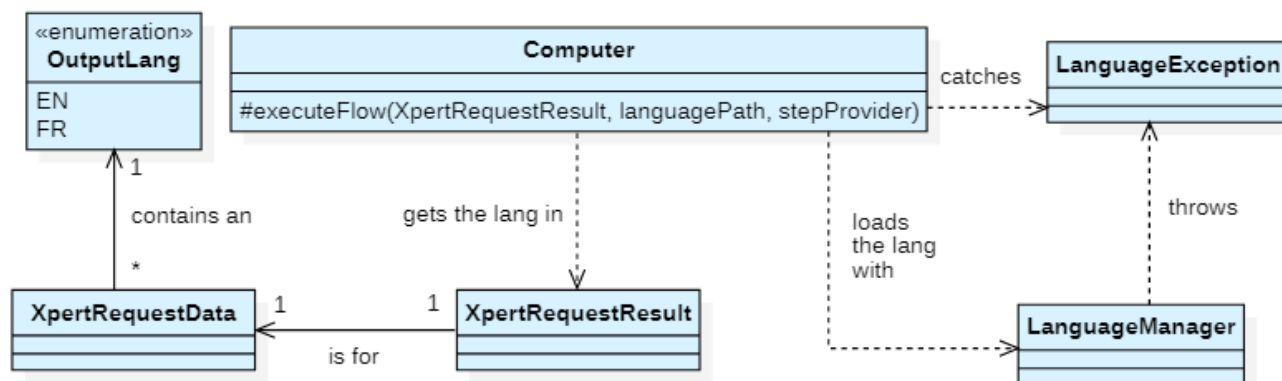 «enumeration»
OutputLang
EN
FR
Computer
#executeFlow(XpertRequestResult, languagePath, stepProvider)
catches
LanguageException
1
contains an
*
gets the lang in
loads
the lang
with
throws
XpertRequestData
1
1
is for
XpertRequestResult
LanguageManager